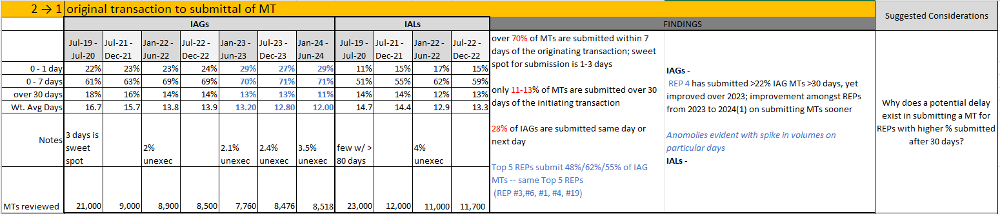 2 → 1 original transaction to submittal of MT
Suggested Considerations
IAGs IALs FINDINGS
Jul-19 - Jul-21 - Jan-22 - Jul-22 - Jan-23 - Jul-23 - Jan-24 - Jul-19 - Jul-21 - Jan-22 - Jul-22 -
Jul-20 Dec-21 Jun-22 Dec-22 Jun-23 Dec-23 Jun-24 Jul-20 Dec-21 Jun-22 Dec-22
0 - 1 day 22% 23% 23% 24% 29% 27% 29% 11% 15% 17% 15%
0 - 7 days 61% 63% 69% 69% 70% 71% 71% 51% 55% 62% 59%
over 30 days 18% 16% 14% 14% 13% 13% 11% 14% 14% 12% 13%
Wt. Avg Days 16.7 15.7 13.8 13.9 13.20 12.80 12.00 14.7 14.4 12.9 13.3
Notes
3 days is
sweet
spot
2%
unexec
2.1%
unexec
2.4%
unexec
3.5%
unexec
few w/ >
80 days
4%
unexec
MTs reviewed 21,000 9,000 8,900 8,500 7,760 8,476 8,518 23,000 12,000 11,000 11,700
over 70% of MTs are submitted within 7
days of the originating transaction; sweet
spot for submission is 1-3 days
only 11-13% of MTs are submitted over 30
days of the initiating transaction
28% of IAGs are submitted same day or
next day
Top 5 REPs submit 48%/62%/55% of IAG
MTs -- same Top 5 REPs
(REP #3,#6, #1, #4, #19)
IAGs -
REP 4 has submitted >22% IAG MTs >30 days, yet
improved over 2023; improvement amongst REPs
from 2023 to 2024(1) on submitting MTs sooner
Anomolies evident with spike in volumes on
particular days
IALs -
Why does a potential delay
exist in submitting a MT for
REPs with higher % submitted
after 30 days?